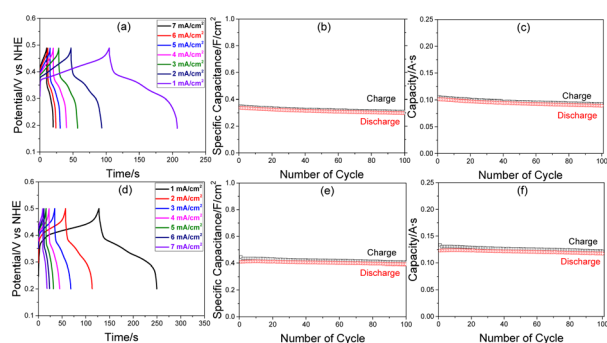 (a)
7 mA/cm²
6 mA/cm²
5 mA/cm²
4 mA/cm²
3 mA/cm²
2 mA/cm²
1 mA/cm²
Potential/V vs NHE
0.6
0.5
0.4
0.3
0.2
0.1
0 50 100 150 200 250
Time/s
(b)
Specific Capacitance/F/cm²
1.0
0.8
0.6
0.4
0.2
0.0
Charge
Discharge
0 20 40 60 80 100
Number of Cycle
(c)
Capacity/A·s
0.25
0.20
0.15
0.10
0.05
0.00
Charge
Discharge
0 20 40 60 80 100
Number of Cycle
(d)
1 mA/cm²
2 mA/cm²
3 mA/cm²
4 mA/cm²
5 mA/cm²
6 mA/cm²
7 mA/cm²
Potential/V vs NHE
0.6
0.5
0.4
0.3
0.2
0.1
0 50 100 150 200 250 300 350
Time/s
(e)
Specific Capacitance/F/cm²
1.0
0.8
0.6
0.4
0.2
0.0
Charge
Discharge
0 20 40 60 80 100
Number of Cycle
(f)
Capacity/A·s
0.25
0.20
0.15
0.10
0.05
0.00
Charge
Discharge
0 20 40 60 80 100
Number of Cycle